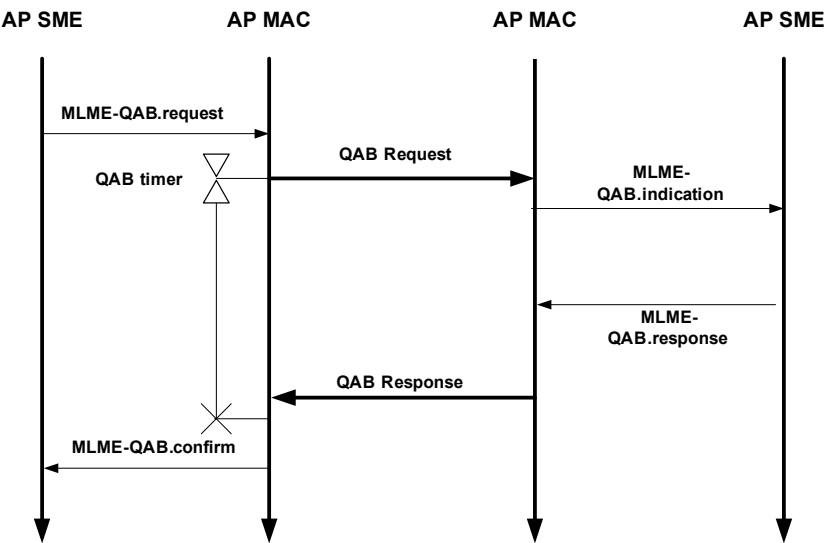 AP SME
AP MAC
AP MAC
AP SME
MLME-QAB.request
QAB Request
QAB timer
MLME-
QAB.indication
MLME-
QAB.response
QAB Response
MLME-QAB.confirm